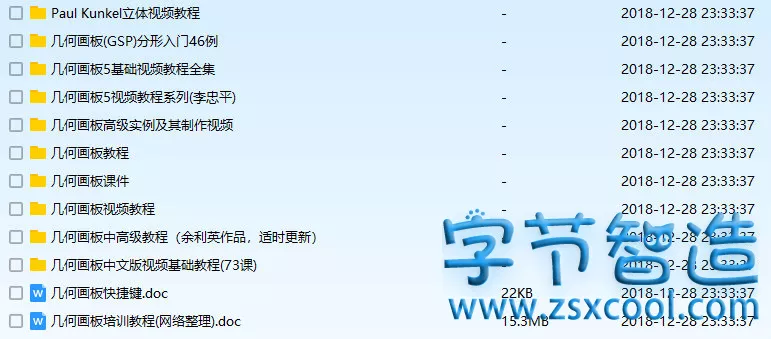 Paul Kunkel立体视频教程 - 2018-12-28 23:33:37
几何画板(GSP)分形入门46例 - 2018-12-28 23:33:37
几何画板5基础视频教程全集 - 2018-12-28 23:33:37
几何画板5视频教程系列(李忠平) - 2018-12-28 23:33:37
几何画板高级实例及其制作视频 - 2018-12-28 23:33:37
几何画板教程 - 2018-12-28 23:33:37
几何画板课件 - 2018-12-28 23:33:37
几何画板视频教程 - 2018-12-28 23:33:37
几何画板中高级教程（余利英作品，适时更新） - 2018-12-28 23:33:37
几何画板中文版视频基础教程(73课) - 2018-12-28 23:33:37
几何画板快捷键.doc 22KB 2018-12-28 23:33:37
几何画板培训教程(网络整理).doc 15.3MB 2018-12-28 23:33:37
字节智造
www.zsxcool.com